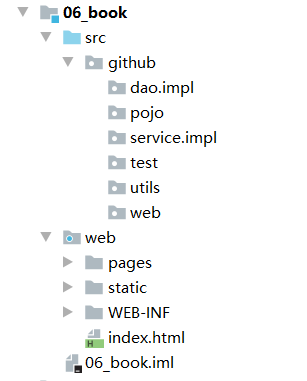 06_book
src
github
dao.impl
pojo
service.impl
test
utils
web
web
pages
static
WEB-INF
index.html
06_book.iml